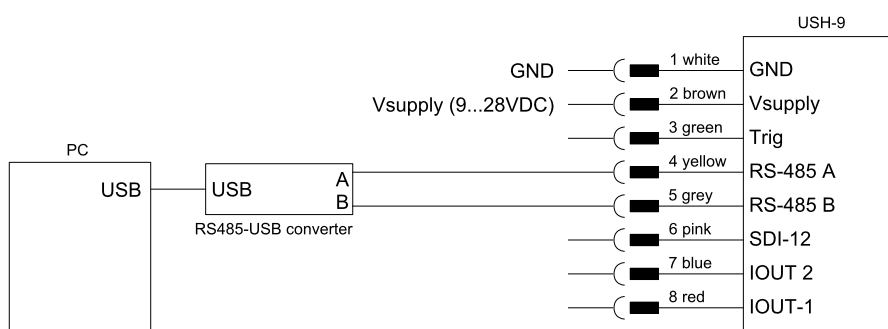 USH-9
GND
1 white
GND
Vsupply (9...28VDC)
2 brown
Vsupply
3 green
Trig
PC
USB
USB
A
B
RS485-USB converter
4 yellow
RS-485 A
5 grey
RS-485 B
6 pink
SDI-12
7 blue
IOUT 2
8 red
IOUT-1